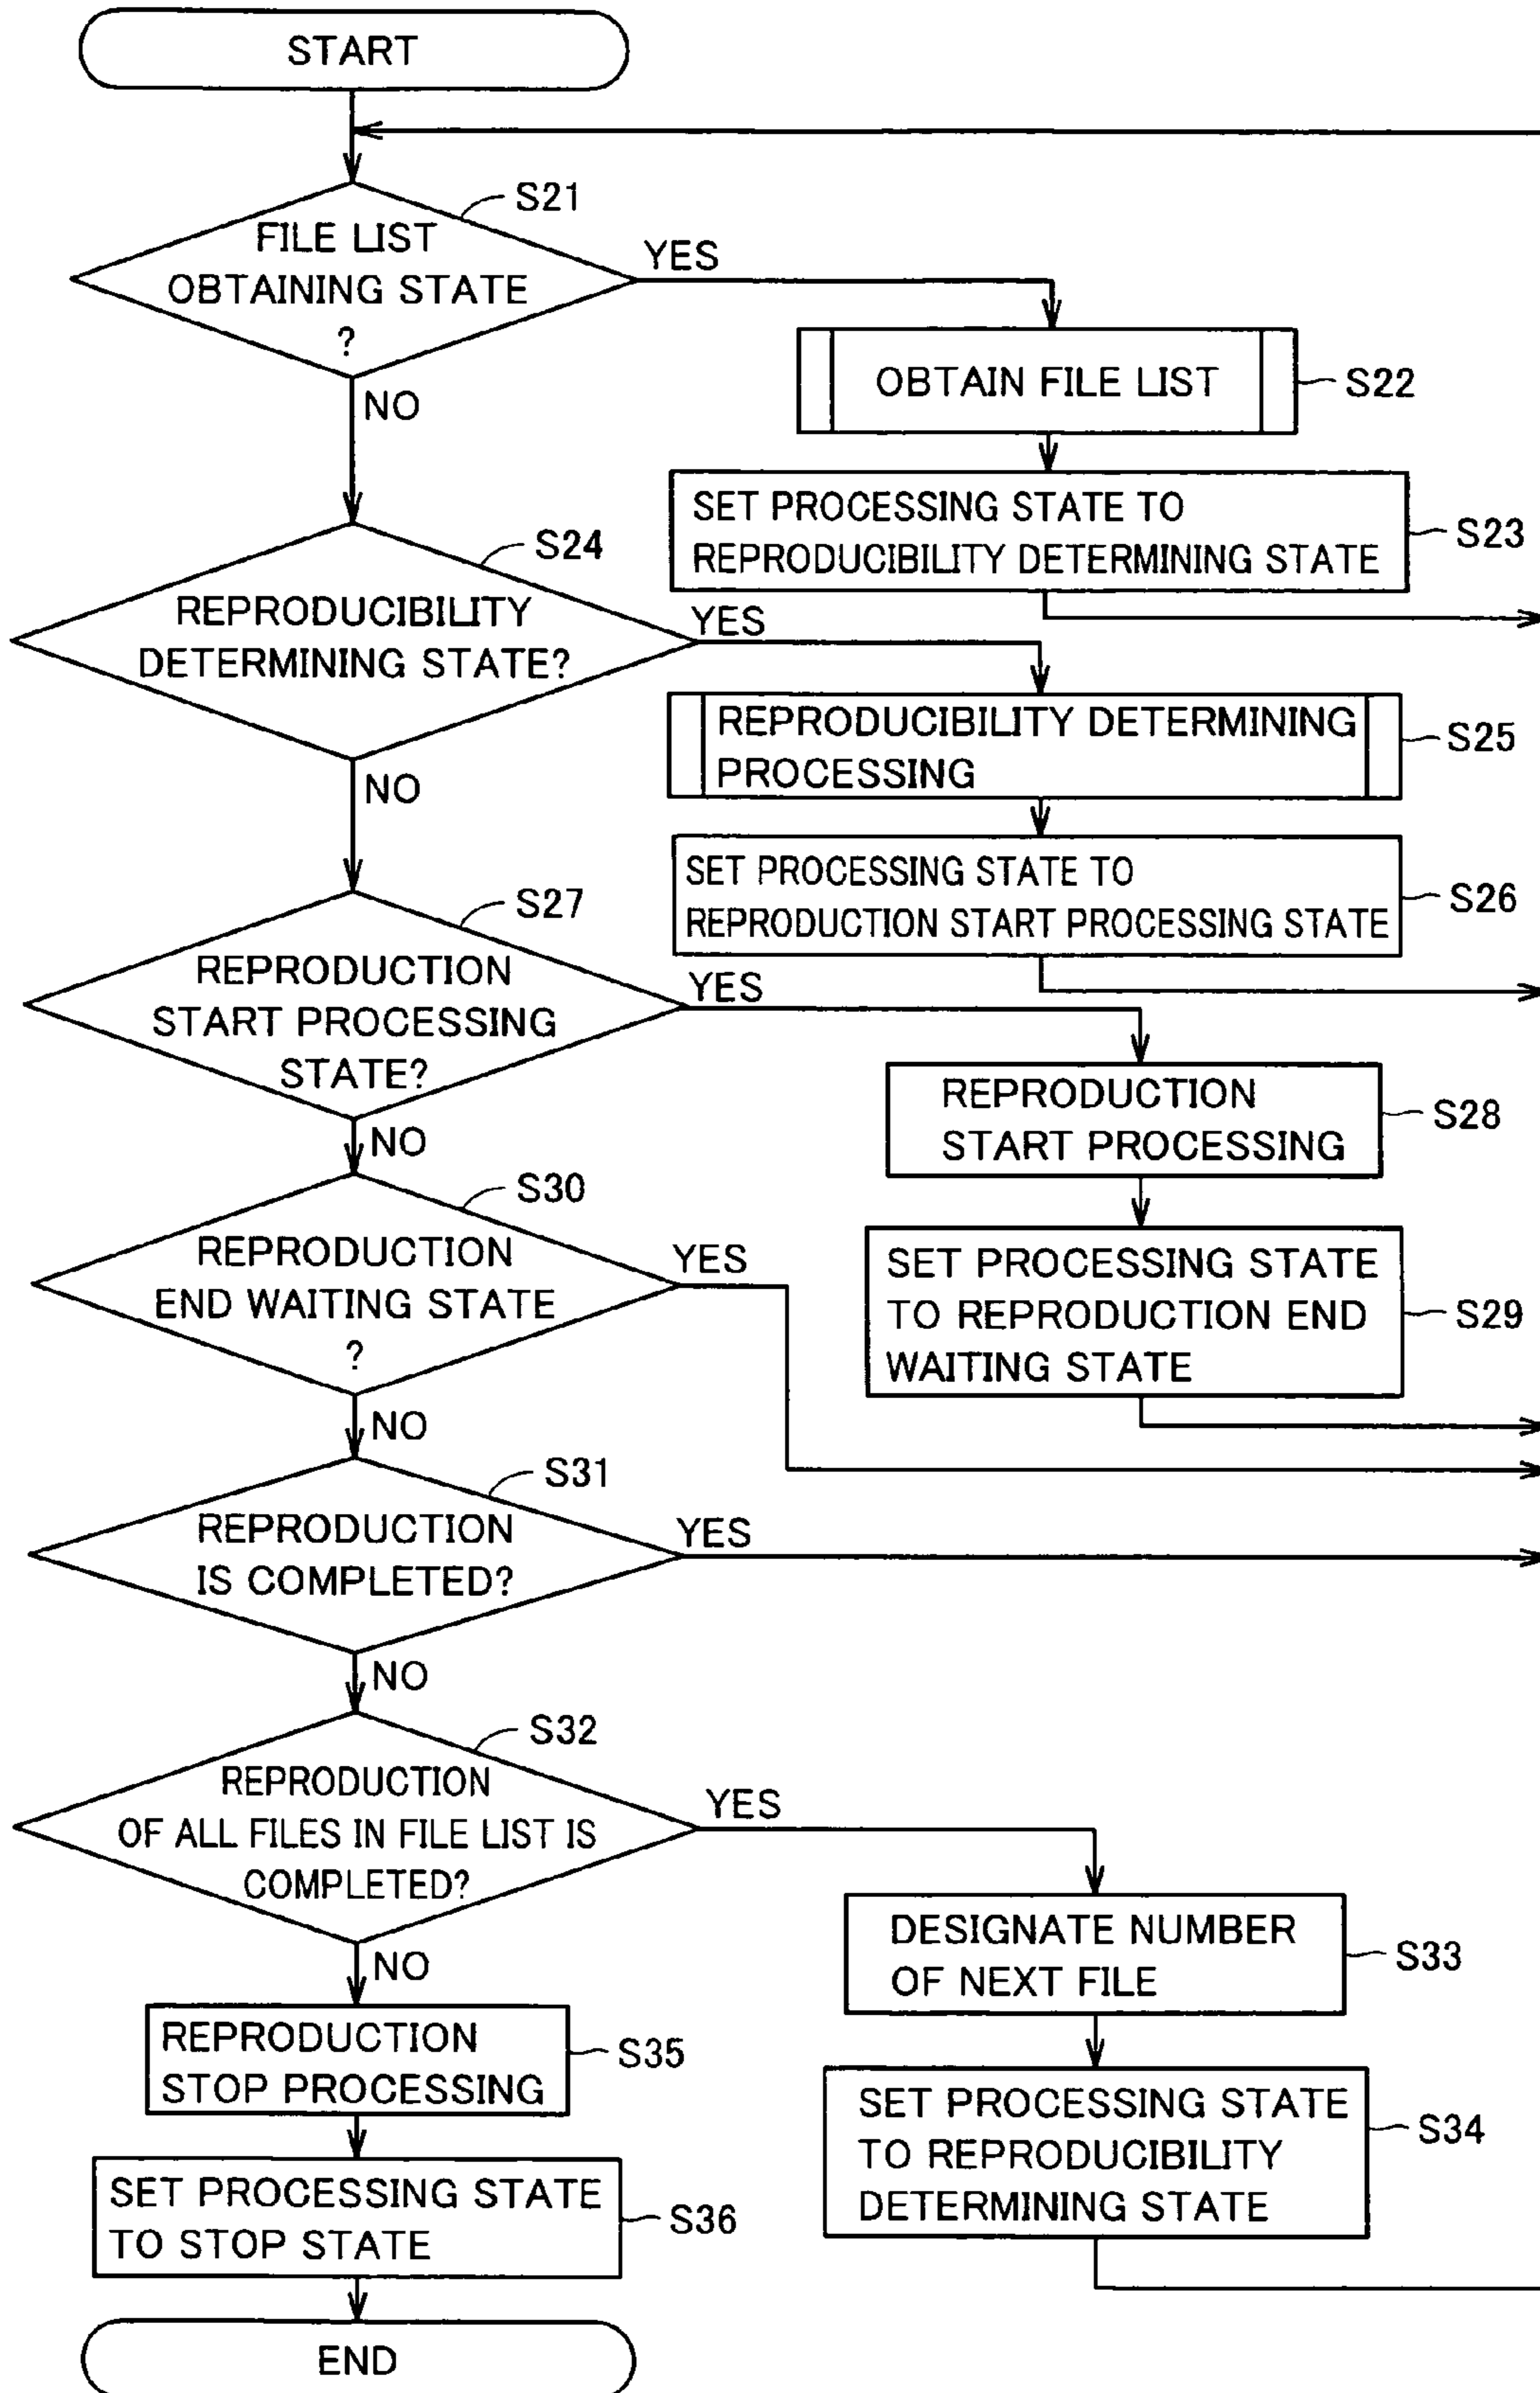 START
S21
FILE LIST
OBTAINING STATE
?
YES
NO
OBTAIN FILE LIST
S22
SET PROCESSING STATE TO
REPRODUCIBILITY DETERMINING STATE
S23
S24
REPRODUCIBILITY
DETERMINING STATE?
YES
NO
REPRODUCIBILITY DETERMINING
PROCESSING
S25
SET PROCESSING STATE TO
REPRODUCTION START PROCESSING STATE
S26
S27
REPRODUCTION
START PROCESSING
STATE?
YES
NO
REPRODUCTION
START PROCESSING
S28
SET PROCESSING STATE
TO REPRODUCTION END
WAITING STATE
S29
S30
REPRODUCTION
END WAITING STATE
?
YES
NO
S31
REPRODUCTION
IS COMPLETED?
YES
NO
S32
REPRODUCTION
OF ALL FILES IN FILE LIST IS
COMPLETED?
YES
NO
DESIGNATE NUMBER
OF NEXT FILE
S33
SET PROCESSING STATE
TO REPRODUCIBILITY
DETERMINING STATE
S34
REPRODUCTION
STOP PROCESSING
S35
SET PROCESSING STATE
TO STOP STATE
S36
END